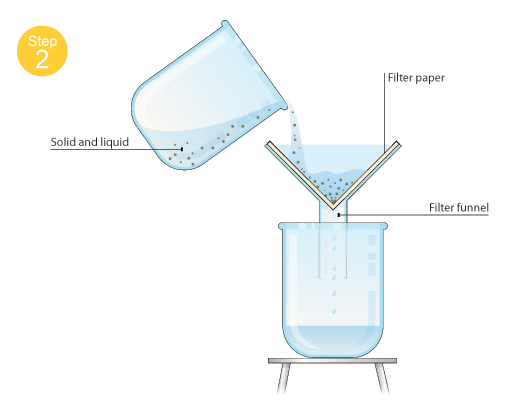 Step
2
Filter paper
Solid and liquid
Filter funnel